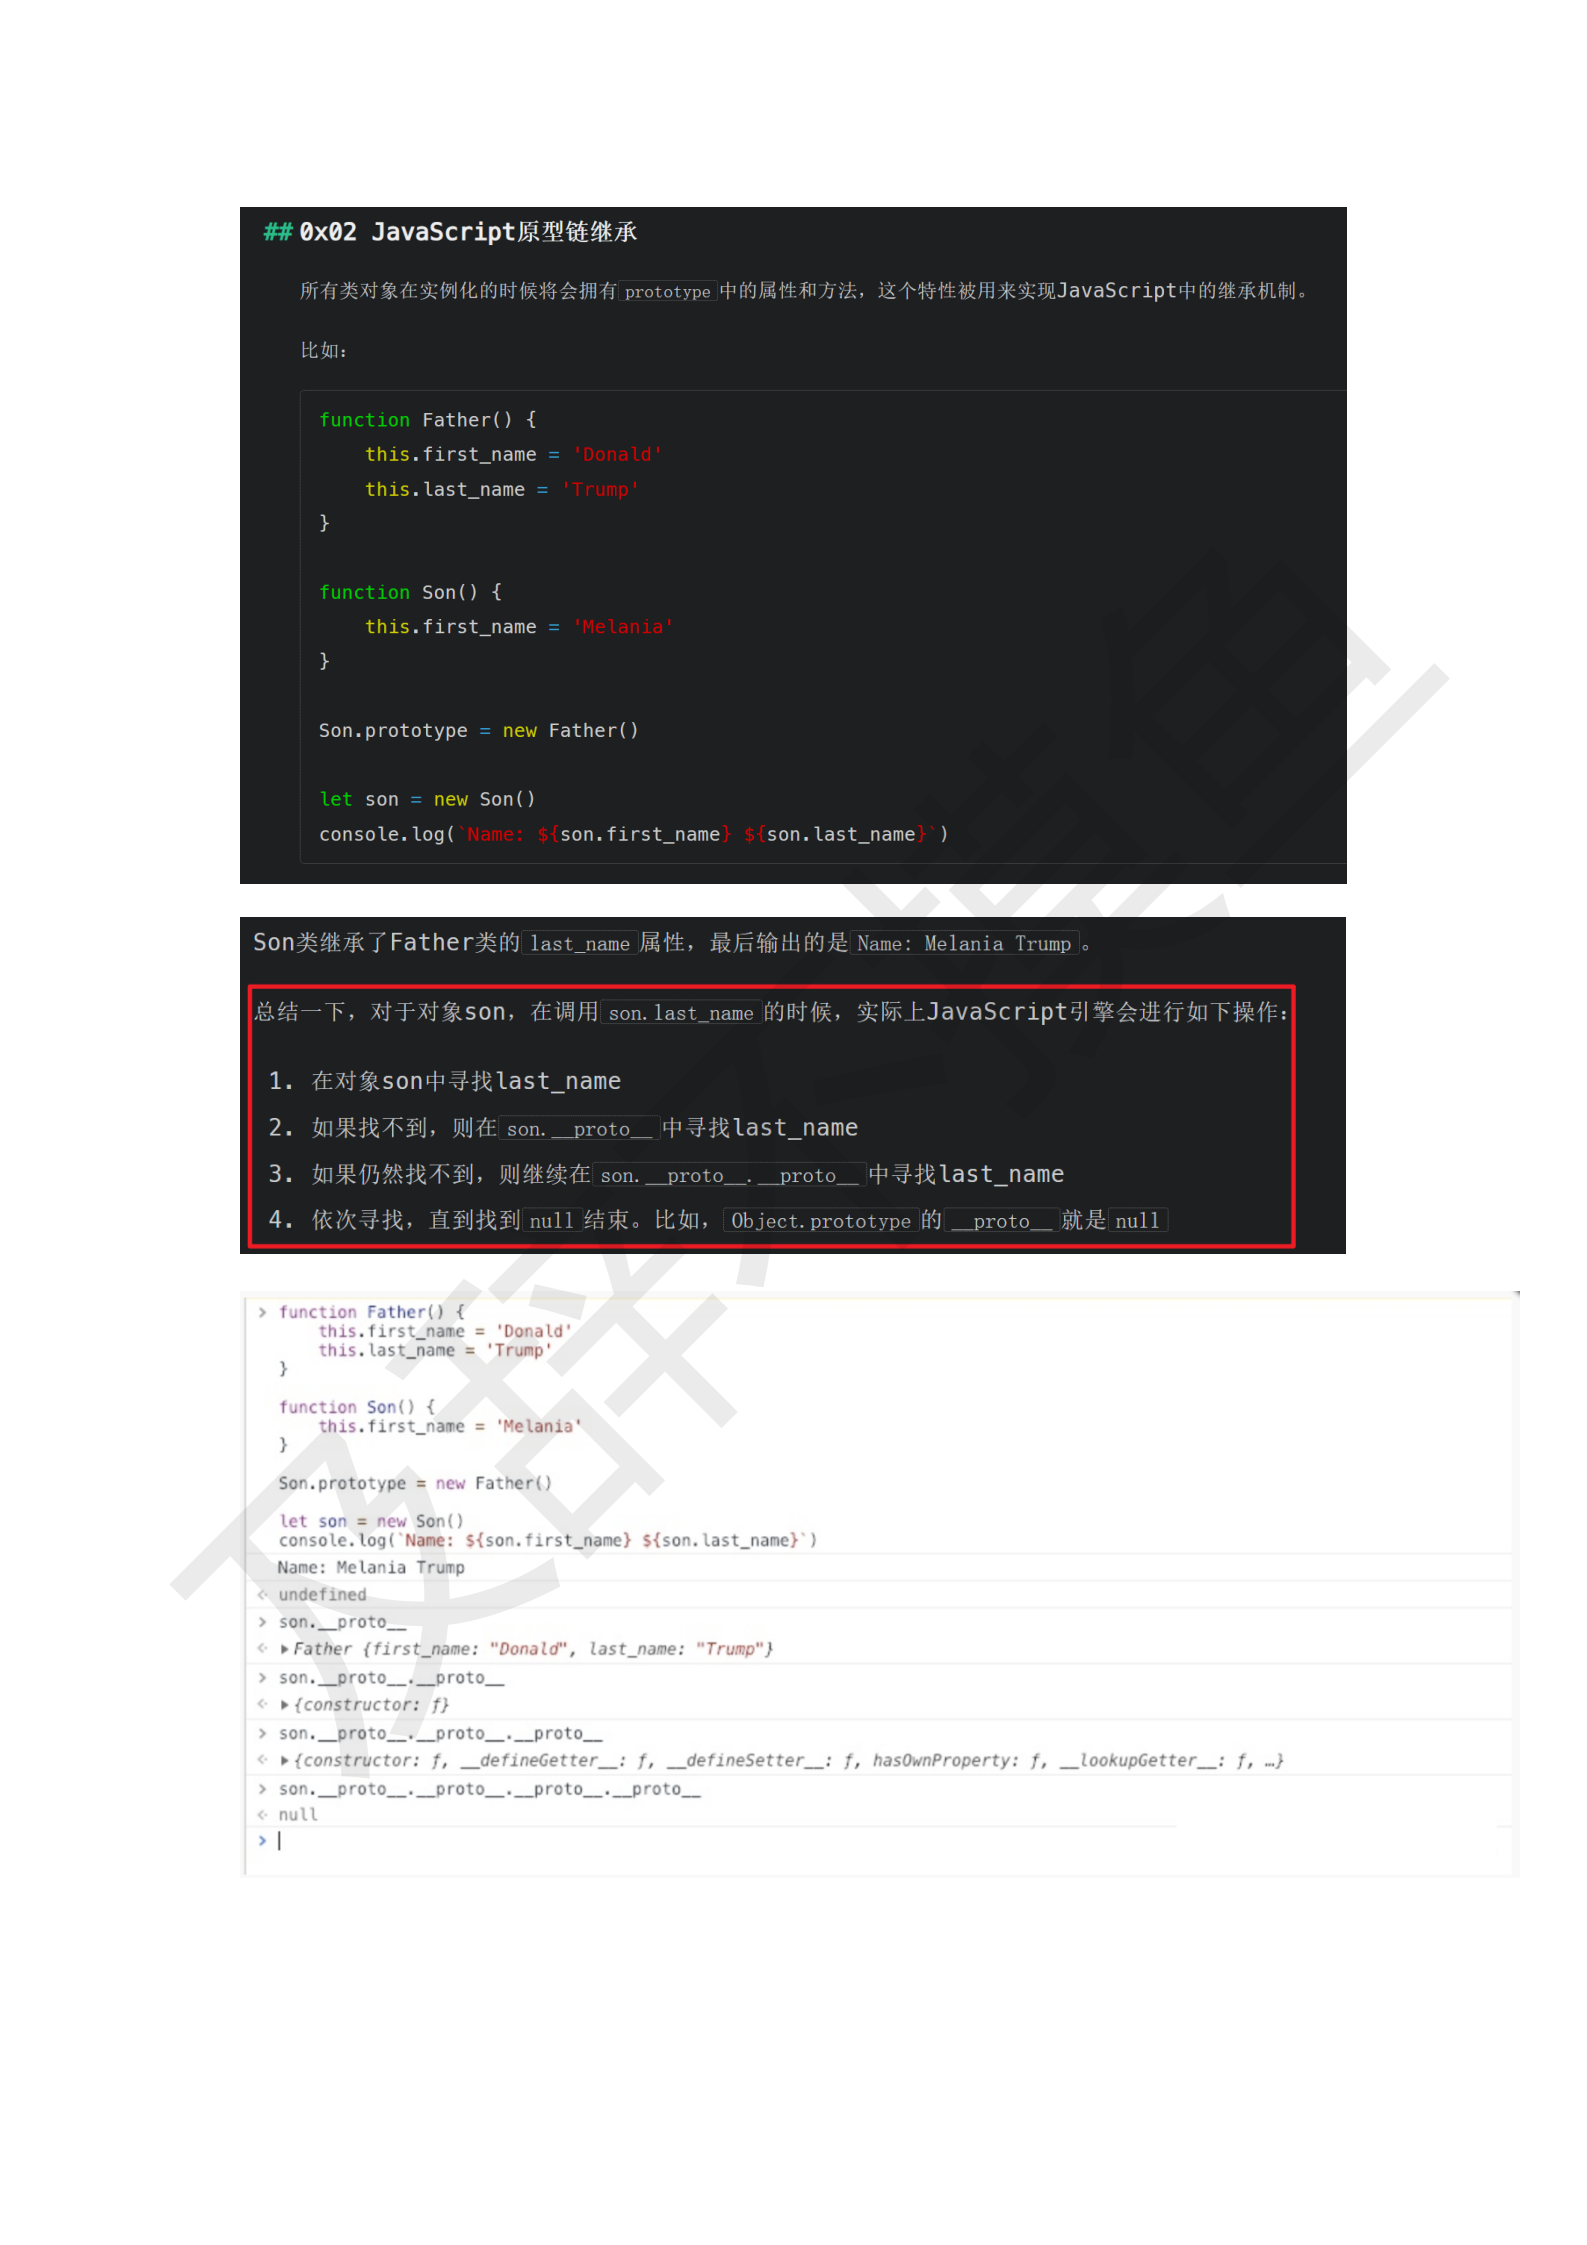 ## 0x02 JavaScript原型链继承
所有类对象在实例化的时候将会拥有prototype中的属性和方法，这个特性被用来实现JavaScript中的继承机制。
比如：
function Father() {
    this.first_name = 'Donald'
    this.last_name = 'Trump'
}
function Son() {
    this.first_name = 'Melania'
}
Son.prototype = new Father()
let son = new Son()
console.log(`Name: ${son.first_name} ${son.last_name}`)
Son类继承了Father类的last_name属性，最后输出的是Name: Melania Trump。
总结一下，对于对象son，在调用son.last_name的时候，实际上JavaScript引擎会进行如下操作：
1. 在对象son中寻找last_name
2. 如果找不到，则在son.__proto__中寻找last_name
3. 如果仍然找不到，则继续在son.__proto__.__proto__中寻找last_name
4. 依次寻找，直到找到null结束。比如，Object.prototype的__proto__就是null
> function Father() {
    this.first_name = 'Donald'
    this.last_name = 'Trump'
}
function Son() {
    this.first_name = 'Melania'
}
Son.prototype = new Father()
let son = new Son()
console.log(`Name: ${son.first_name} ${son.last_name}`)
Name: Melania Trump
undefined
> son.__proto__
Father {first_name: "Donald", last_name: "Trump"}
> son.__proto__.__proto__
{constructor: ƒ}
> son.__proto__.__proto__.__proto__
{constructor: ƒ, __defineGetter__: ƒ, __defineSetter__: ƒ, hasOwnProperty: ƒ, __lookupGetter__: ƒ, …}
> son.__proto__.__proto__.__proto__.__proto__
null
>